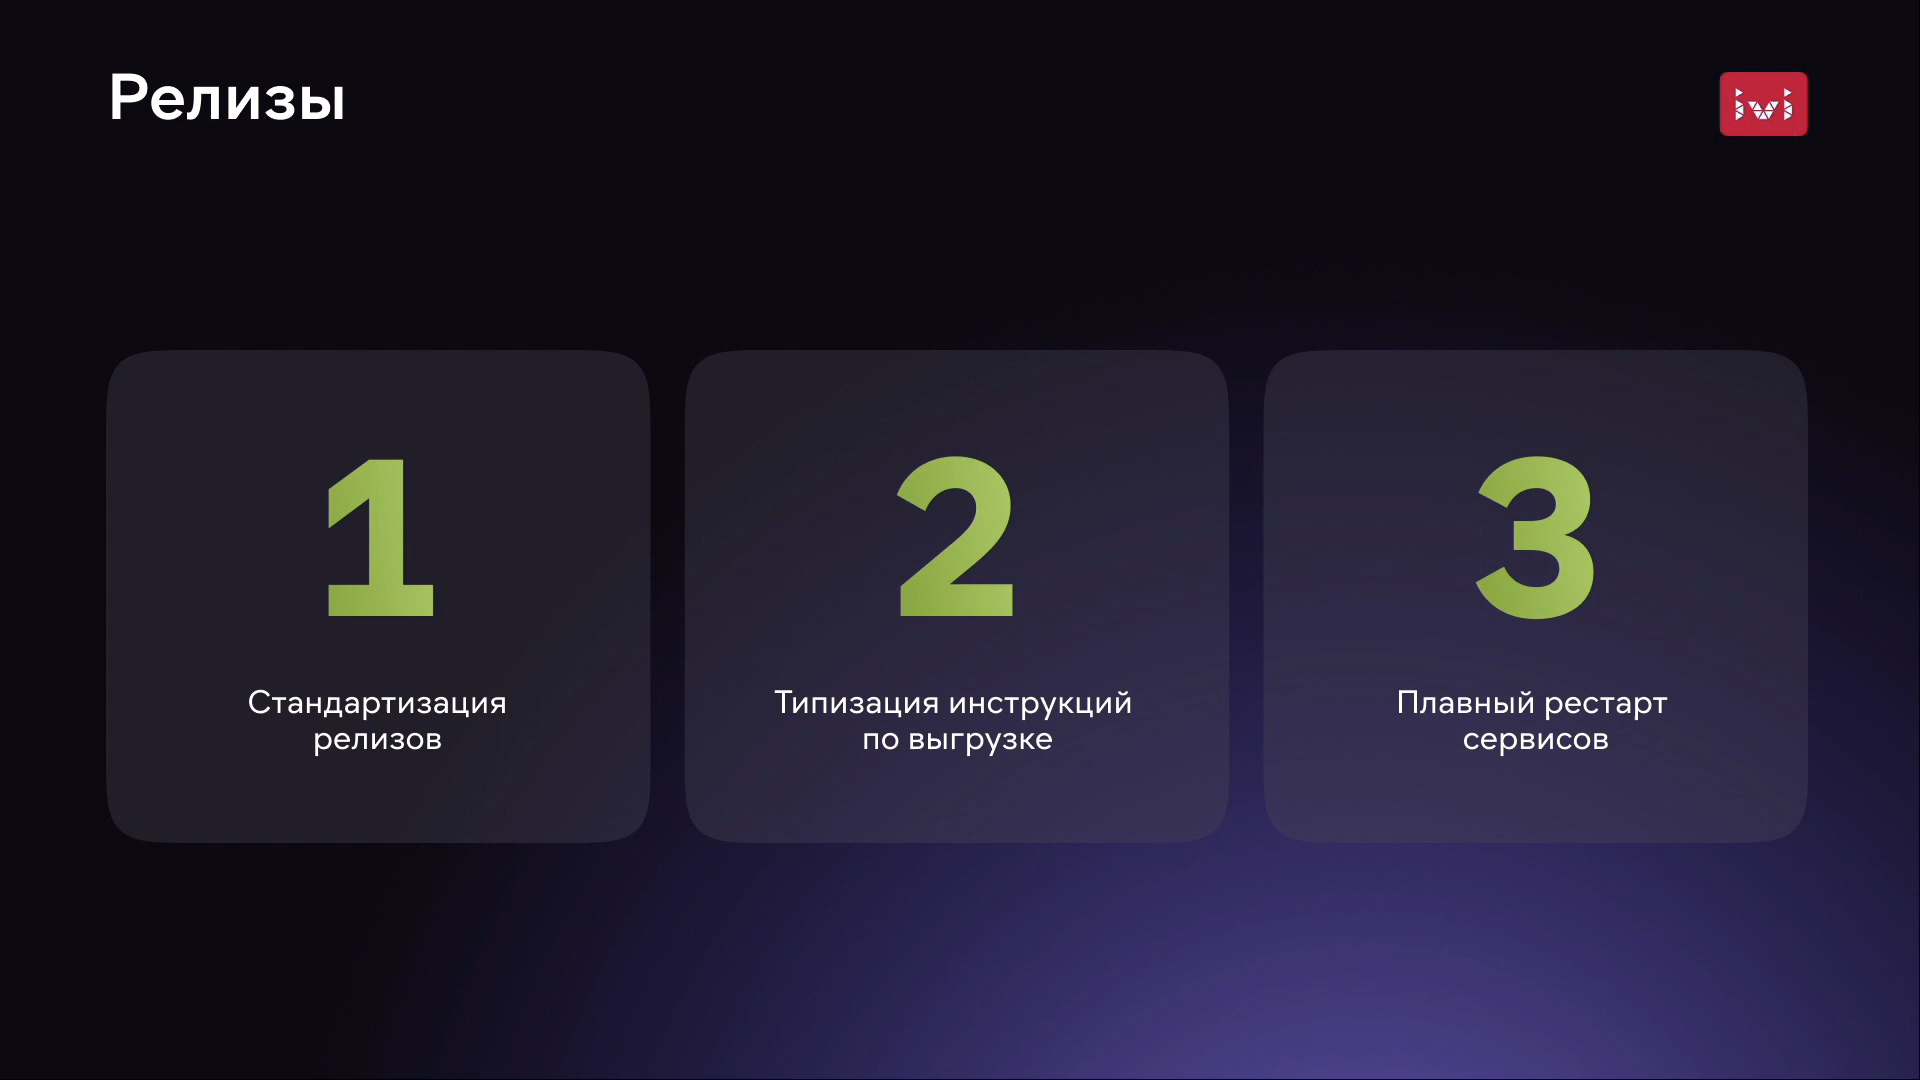 Релизы
ivi
1
2
3
Стандартизация
релизов
Типизация инструкций
по выгрузке
Плавный рестарт
сервисов